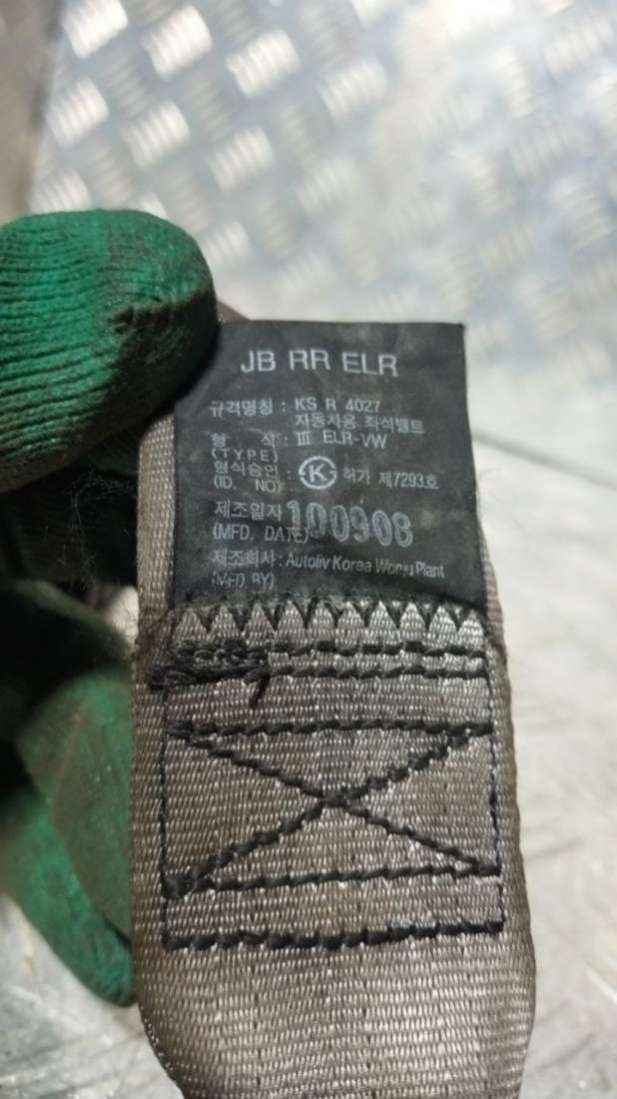 JB RR ELR
규격명칭 : KS R 4027
자동차용 좌석벨트
형 식 : III ELR-VW
(TYPE)
형식승인 : K 허가 제7293호
(ID. NO)
제조일자 100908
(MFD. DATE)
제조회사 : Autoliv Korea Wonju Plant
(MFD BY)